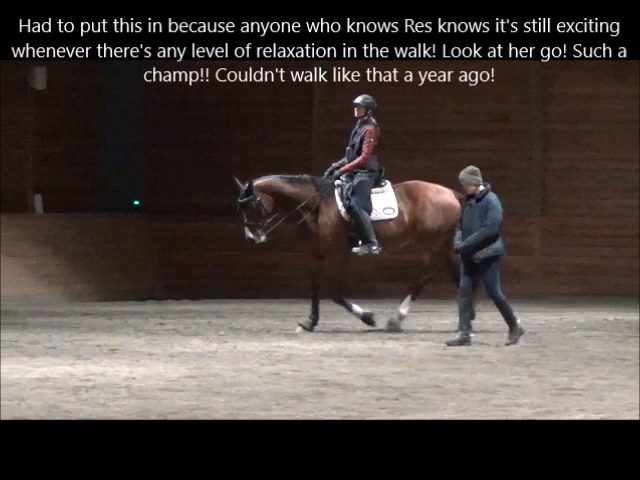 Had to put this in because anyone who knows Res knows it's still exciting
whenever there's any level of relaxation in the walk! Look at her go! Such a
champ!! Couldn't walk like that a year ago!